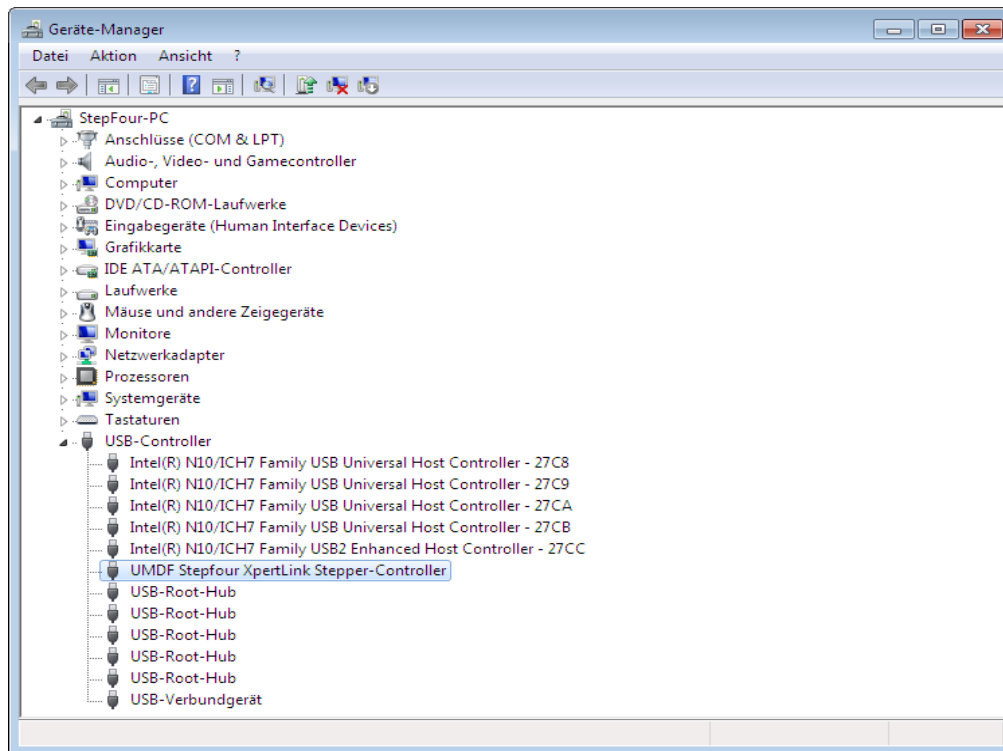 Geräte-Manager
Datei Aktion Ansicht ?
StepFour-PC
Anschlüsse (COM & LPT)
Audio-, Video- und Gamecontroller
Computer
DVD/CD-ROM-Laufwerke
Eingabegeräte (Human Interface Devices)
Grafikkarte
IDE ATA/ATAPI-Controller
Laufwerke
Mäuse und andere Zeigegeräte
Monitore
Netzwerkadapter
Prozessoren
Systemgeräte
Tastaturen
USB-Controller
Intel(R) N10/ICH7 Family USB Universal Host Controller - 27C8
Intel(R) N10/ICH7 Family USB Universal Host Controller - 27C9
Intel(R) N10/ICH7 Family USB Universal Host Controller - 27CA
Intel(R) N10/ICH7 Family USB Universal Host Controller - 27CB
Intel(R) N10/ICH7 Family USB2 Enhanced Host Controller - 27CC
UMDF Stepfour XpertLink Stepper-Controller
USB-Root-Hub
USB-Root-Hub
USB-Root-Hub
USB-Root-Hub
USB-Root-Hub
USB-Verbundgerät